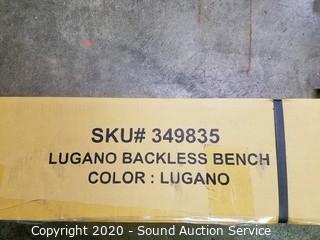 SKU# 349835
LUGANO BACKLESS BENCH
COLOR : LUGANO
Copyright 2020 - Sound Auction Service